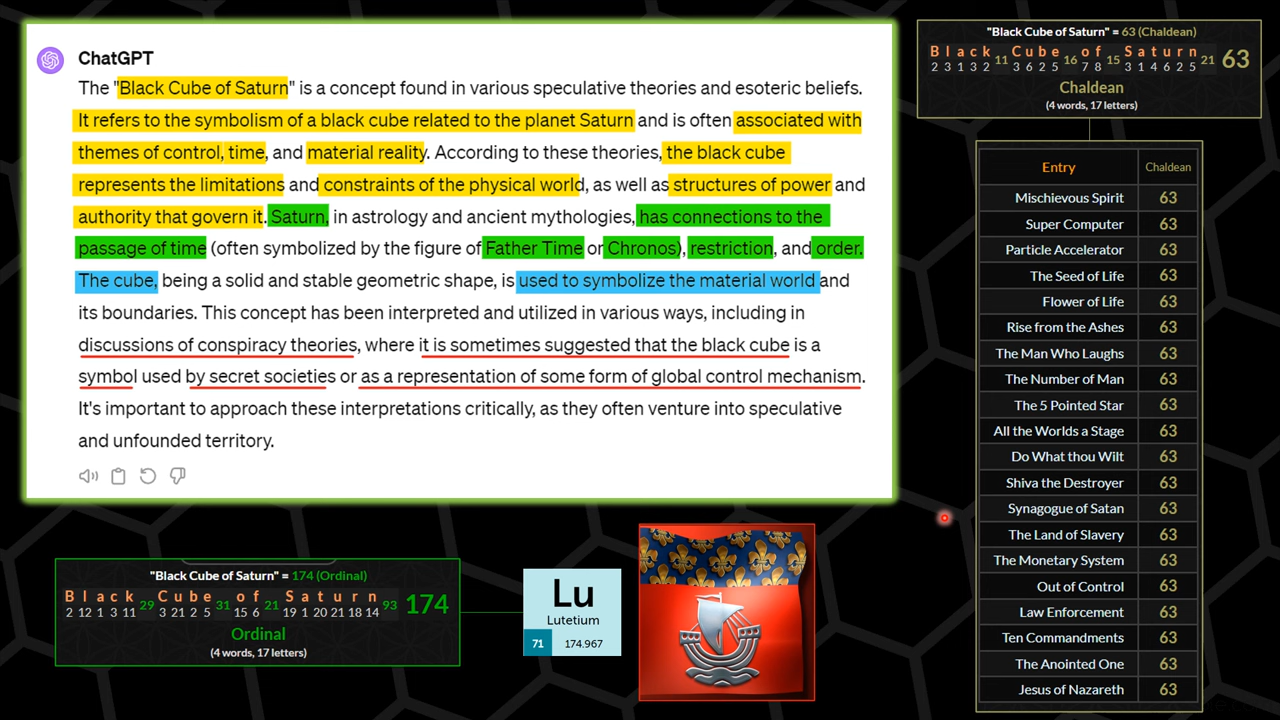 ChatGPT
The "Black Cube of Saturn" is a concept found in various speculative theories and esoteric beliefs.
It refers to the symbolism of a black cube related to the planet Saturn and is often associated with
themes of control, time, and material reality. According to these theories, the black cube
represents the limitations and constraints of the physical world, as well as structures of power and
authority that govern it. Saturn, in astrology and ancient mythologies, has connections to the
passage of time (often symbolized by the figure of Father Time or Chronos), restriction, and order.
The cube, being a solid and stable geometric shape, is used to symbolize the material world and
its boundaries. This concept has been interpreted and utilized in various ways, including in
discussions of conspiracy theories, where it is sometimes suggested that the black cube is a
symbol used by secret societies or as a representation of some form of global control mechanism.
It's important to approach these interpretations critically, as they often venture into speculative
and unfounded territory.
"Black Cube of Saturn" = 63 (Chaldean)
Black 11 Cube 16 of 15 Saturn 21 63
2 3 1 3 2 3 6 2 5 7 8 3 1 4 6 2 5
Chaldean
(4 words, 17 letters)
Entry Chaldean
Mischievous Spirit 63
Super Computer 63
Particle Accelerator 63
The Seed of Life 63
Flower of Life 63
Rise from the Ashes 63
The Man Who Laughs 63
The Number of Man 63
The 5 Pointed Star 63
All the Worlds a Stage 63
Do What thou Wilt 63
Shiva the Destroyer 63
Synagogue of Satan 63
The Land of Slavery 63
The Monetary System 63
Out of Control 63
Law Enforcement 63
Ten Commandments 63
The Anointed One 63
Jesus of Nazareth 63
"Black Cube of Saturn" = 174 (Ordinal)
Black 29 Cube 31 of 21 Saturn 93 174
2 12 1 3 11 3 21 2 5 15 6 19 1 20 21 18 14
Ordinal
(4 words, 17 letters)
Lu
Lutetium
71 174.967